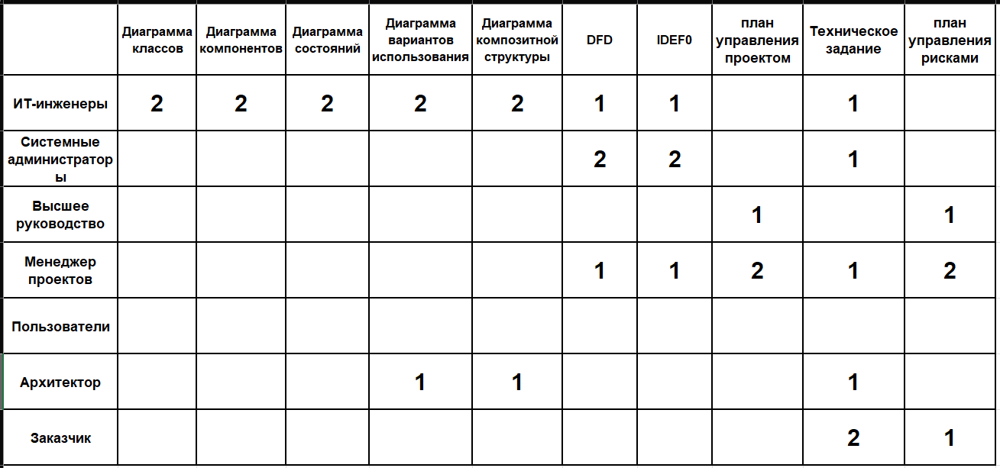 Диаграмма классов
Диаграмма компонентов
Диаграмма состояний
Диаграмма вариантов использования
Диаграмма композитной структуры
DFD
IDEF0
план управления проектом
Техническое задание
план управления рисками
ИТ-инженеры 2 2 2 2 2 1 1 1
Системные
администратор
ы
2 2 1
Высшее
руководство
1 1
Менеджер
проектов
1 1 2 1 2
Пользователи
Архитектор 1 1 1
Заказчик 2 1